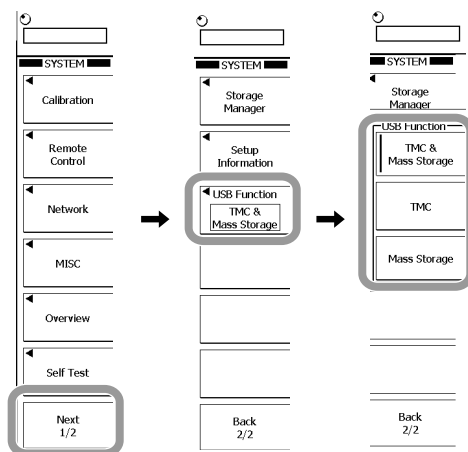 SYSTEM
Calibration
Remote
Control
Network
MISC
Overview
Self Test
Next
1/2
SYSTEM
Storage
Manager
Setup
Information
USB Function
TMC &
Mass Storage
Back
2/2
SYSTEM
Storage
Manager
USB Function
TMC &
Mass Storage
TMC
Mass Storage
Back
2/2